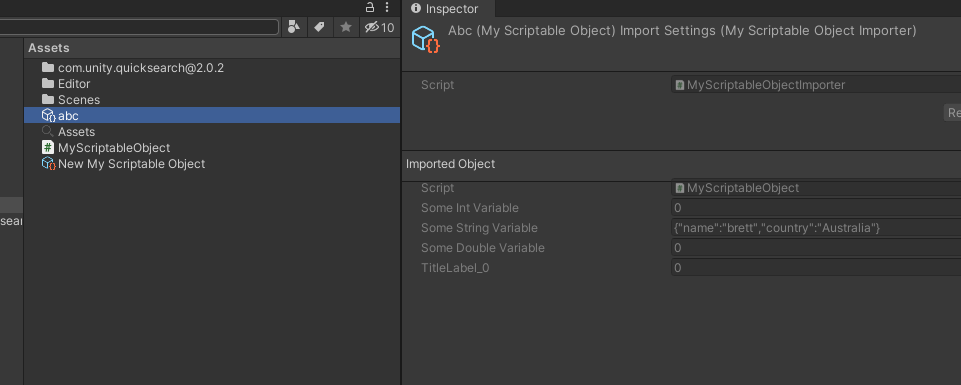 10
Inspector
Assets
Abc (My Scriptable Object) Import Settings (My Scriptable Object Importer)
com.unity.quicksearch@2.0.2
Editor
Scenes
abc
Assets
MyScriptableObject
New My Scriptable Object
sear
Script
MyScriptableObjectImporter
Re
Imported Object
Script
MyScriptableObject
Some Int Variable
0
Some String Variable
{"name":"brett","country":"Australia"}
Some Double Variable
0
TitleLabel_0
0